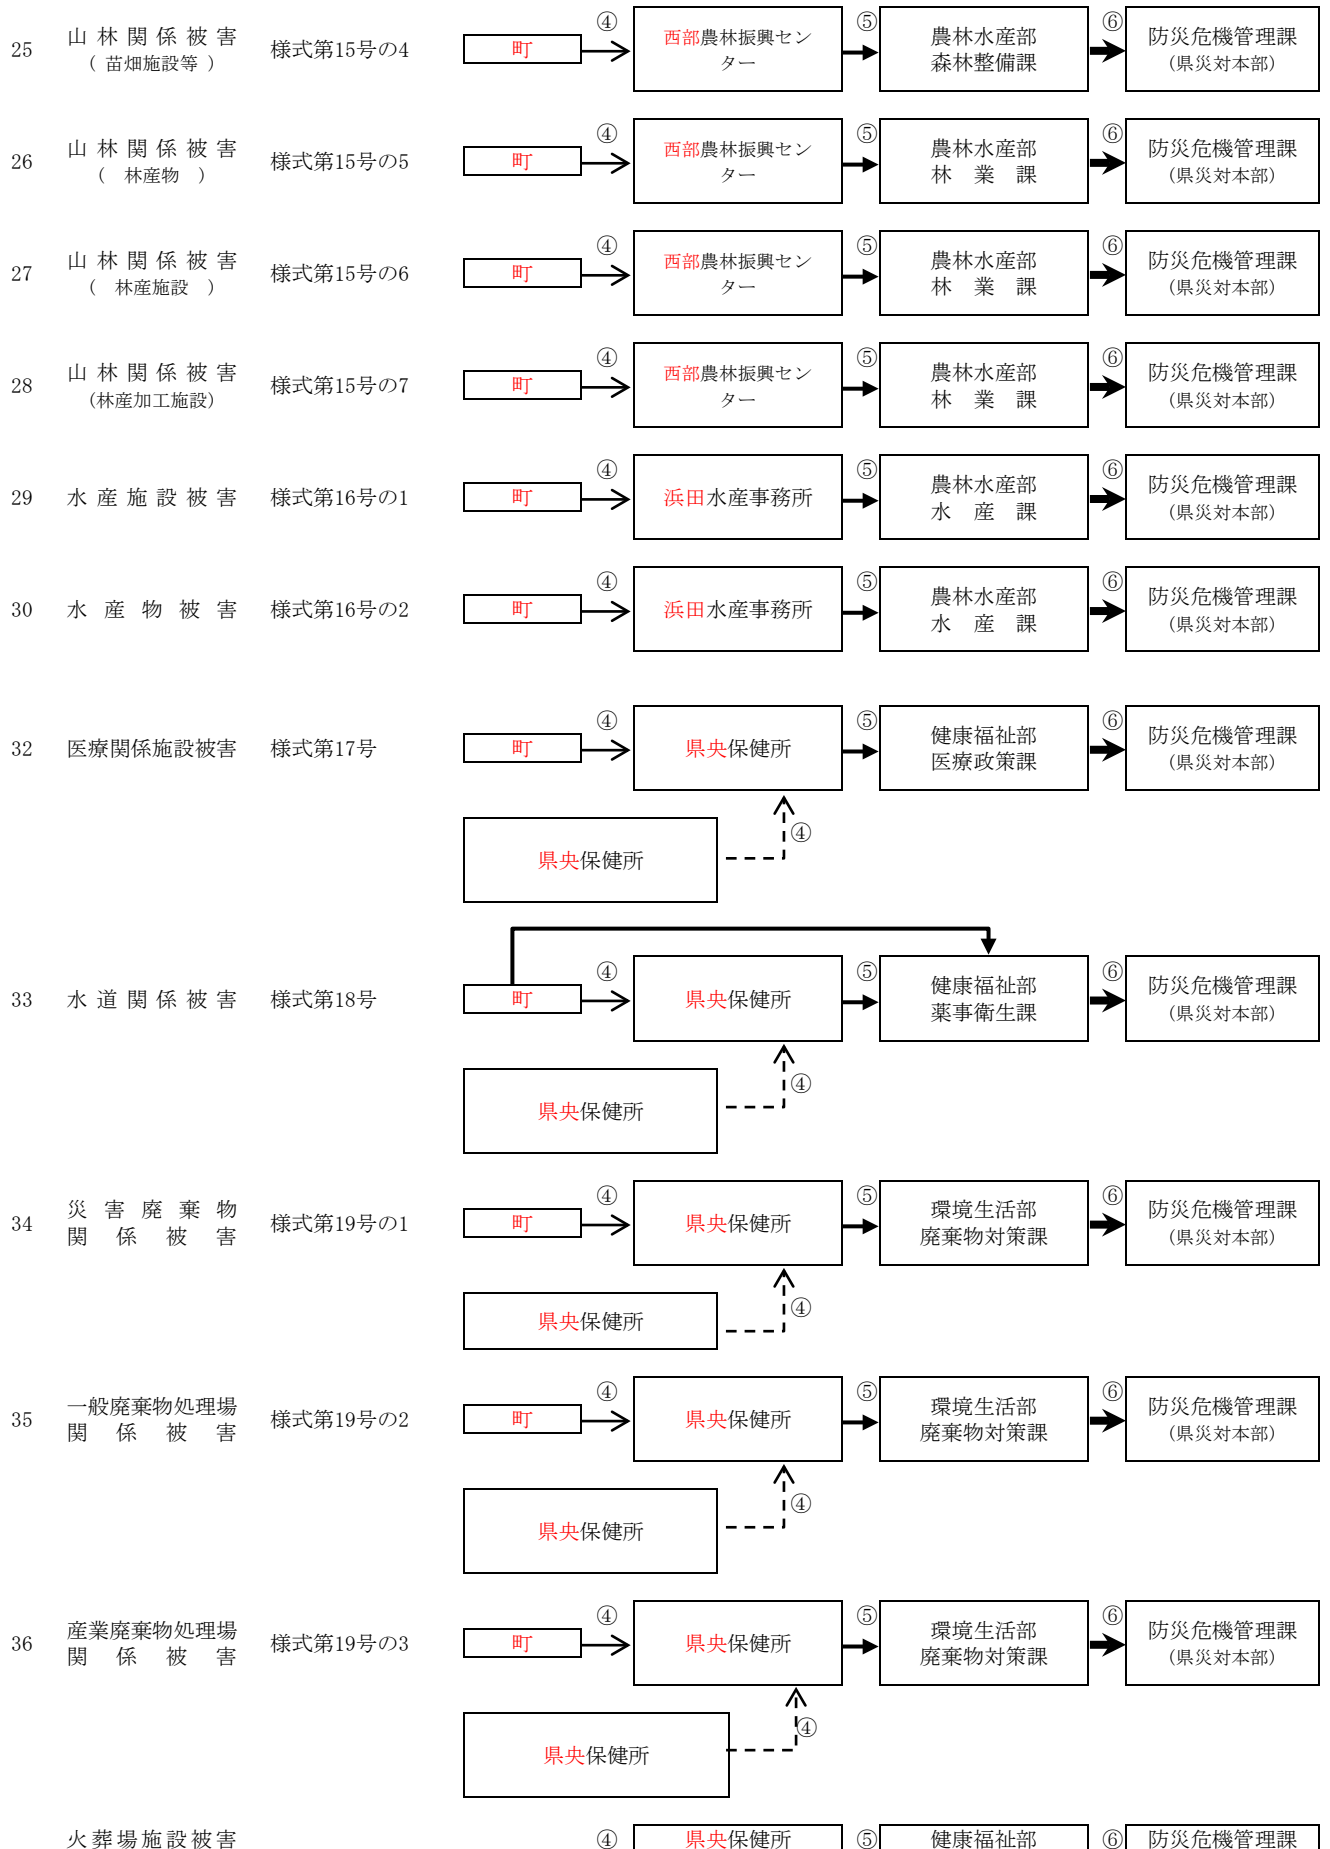 25 山林関係被害 (苗畑施設等) 様式第15号の4 町 ④ 西部農林振興センター ⑤ 農林水産部 森林整備課 ⑥ 防災危機管理課 (県災対本部)
26 山林関係被害 (林産物) 様式第15号の5 町 ④ 西部農林振興センター ⑤ 農林水産部 林業課 ⑥ 防災危機管理課 (県災対本部)
27 山林関係被害 (林産施設) 様式第15号の6 町 ④ 西部農林振興センター ⑤ 農林水産部 林業課 ⑥ 防災危機管理課 (県災対本部)
28 山林関係被害 (林産加工施設) 様式第15号の7 町 ④ 西部農林振興センター ⑤ 農林水産部 林業課 ⑥ 防災危機管理課 (県災対本部)
29 水産施設被害 様式第16号の1 町 ④ 浜田水産事務所 ⑤ 農林水産部 水産課 ⑥ 防災危機管理課 (県災対本部)
30 水産物被害 様式第16号の2 町 ④ 浜田水産事務所 ⑤ 農林水産部 水産課 ⑥ 防災危機管理課 (県災対本部)
32 医療関係施設被害 様式第17号 町 ④ 県央保健所 ⑤ 健康福祉部 医療政策課 ⑥ 防災危機管理課 (県災対本部)
県央保健所 ④
33 水道関係被害 様式第18号 町 ④ 県央保健所 ⑤ 健康福祉部 薬事衛生課 ⑥ 防災危機管理課 (県災対本部)
県央保健所 ④
34 災害廃棄物 関係被害 様式第19号の1 町 ④ 県央保健所 ⑤ 環境生活部 廃棄物対策課 ⑥ 防災危機管理課 (県災対本部)
県央保健所 ④
35 一般廃棄物処理場 関係被害 様式第19号の2 町 ④ 県央保健所 ⑤ 環境生活部 廃棄物対策課 ⑥ 防災危機管理課 (県災対本部)
県央保健所 ④
36 産業廃棄物処理場 関係被害 様式第19号の3 町 ④ 県央保健所 ⑤ 環境生活部 廃棄物対策課 ⑥ 防災危機管理課 (県災対本部)
県央保健所 ④
火葬場施設被害 ④ 県央保健所 ⑤ 健康福祉部 ⑥ 防災危機管理課